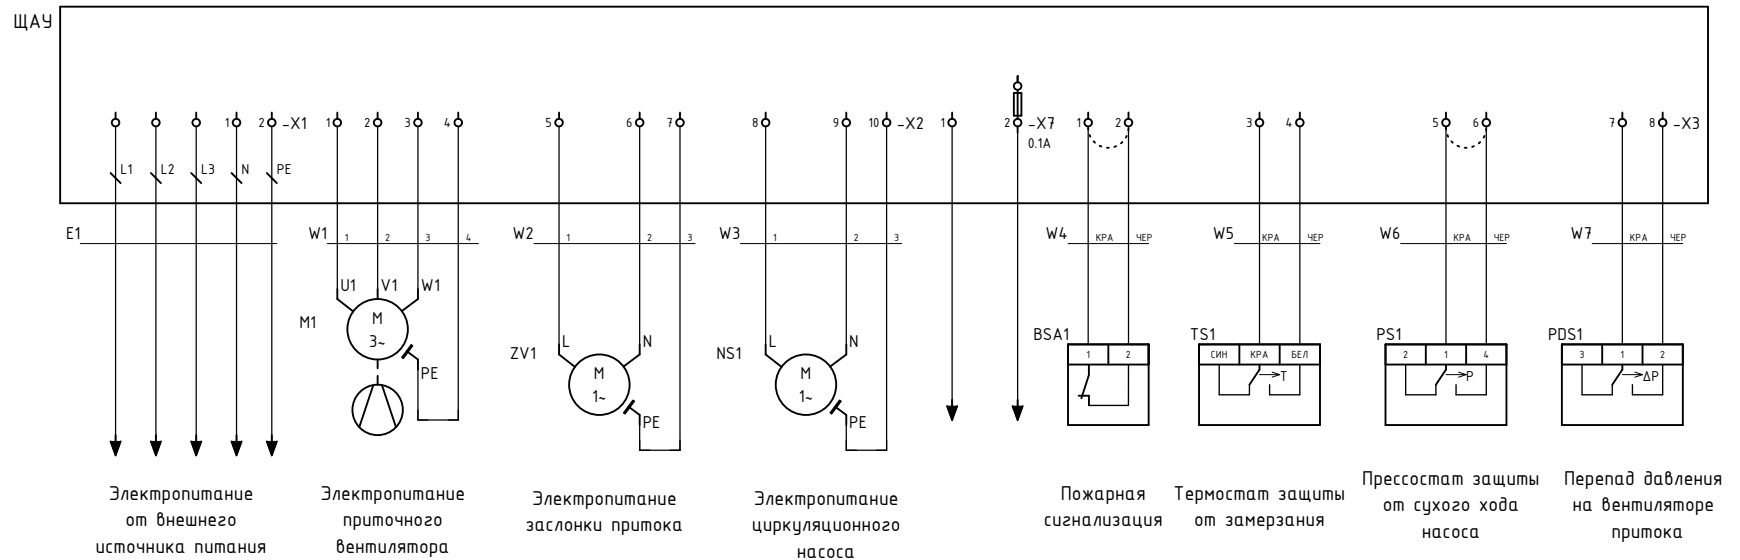 ЩАУ
1 2 -X1 1 2 3 4 5 6 7 8 9 10 -X2 1 2 -X7 1 2 3 4 5 6 7 8 -X3
0.1А
L1 L2 L3 N PE
E1 W1 1 2 3 4 W2 1 2 3 W3 1 2 3 W4 КРА ЧЕР W5 КРА ЧЕР W6 КРА ЧЕР W7 КРА ЧЕР
U1 V1 W1
M1 M
3~
PE
ZV1 L N
M
1~
PE
NS1 L N
M
1~
PE
BSA1 TS1 PS1 PDS1
1 2 СИН КРА БЕЛ 2 1 4 3 1 2
T P ΔP
Электропитание
от внешнего
источника питания
Электропитание
приточного
вентилятора
Электропитание
заслонки притока
Электропитание
циркуляционного
насоса
Пожарная
сигнализация
Термостат защиты
от замерзания
Прессостат защиты
от сухого хода
насоса
Перепад давления
на вентиляторе
притока